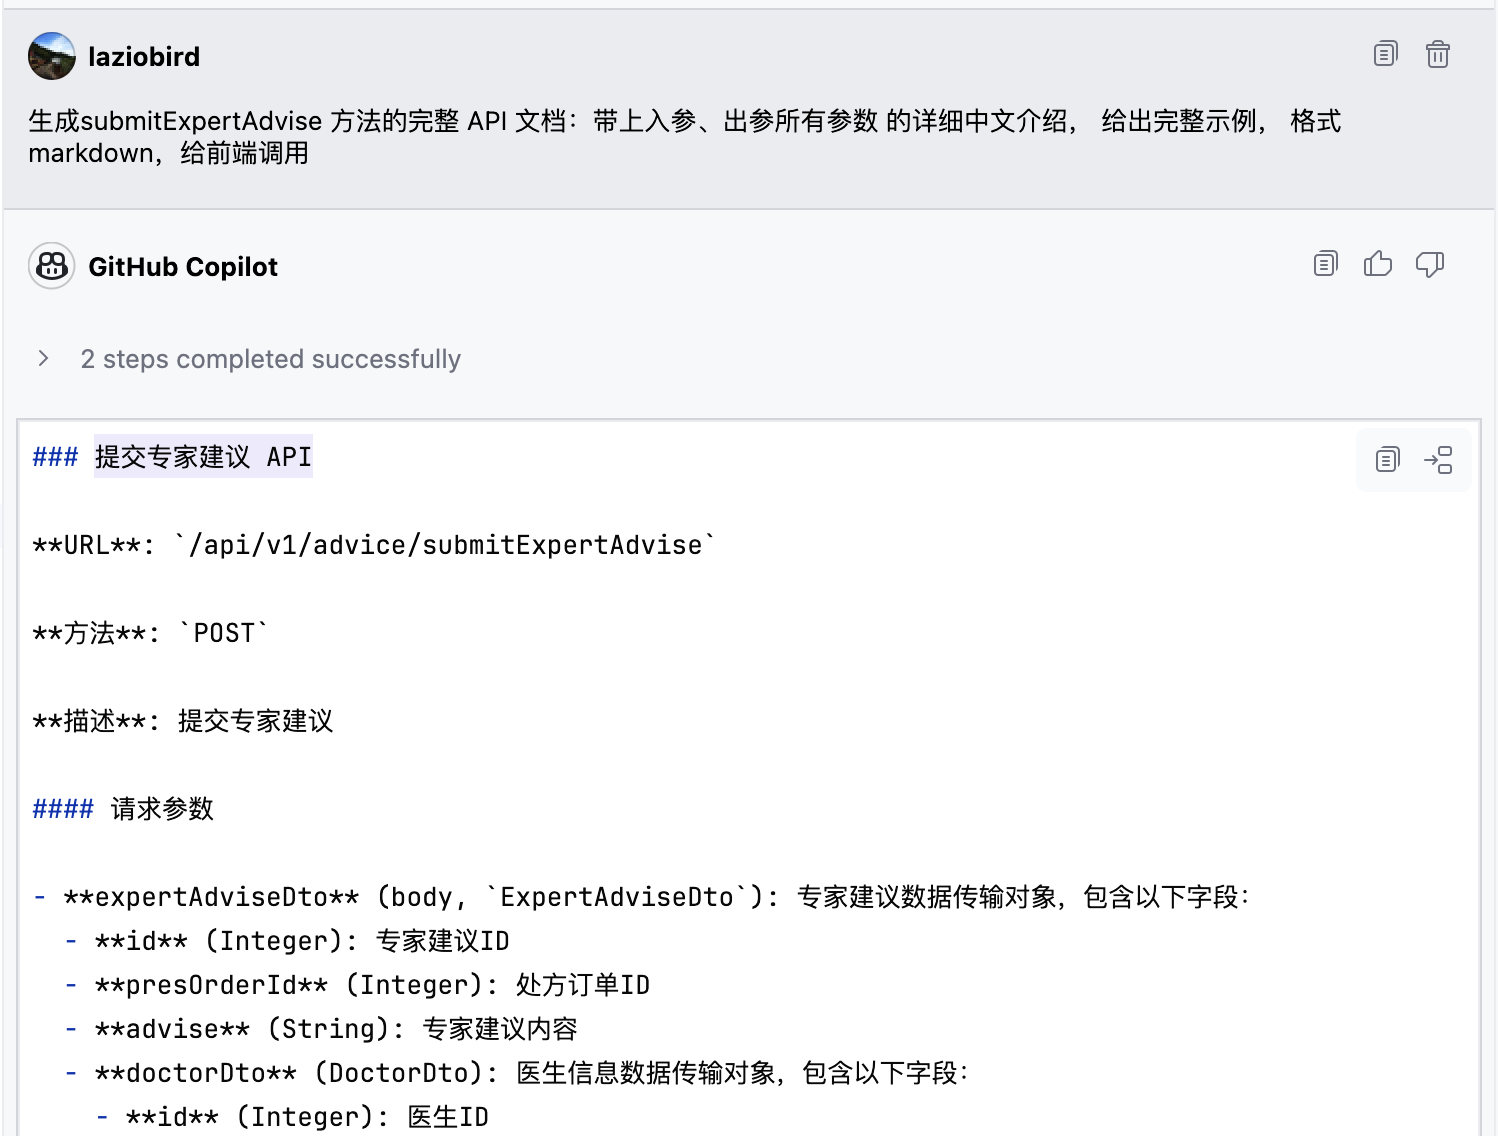 laziobird
生成submitExpertAdvise 方法的完整 API 文档：带上入参、出参所有参数 的详细中文介绍， 给出完整示例， 格式
markdown，给前端调用
GitHub Copilot
2 steps completed successfully
### 提交专家建议 API
**URL**: `/api/v1/advice/submitExpertAdvise`
**方法**: `POST`
**描述**: 提交专家建议
#### 请求参数
- **expertAdviseDto** (body, `ExpertAdviseDto`): 专家建议数据传输对象，包含以下字段：
- **id** (Integer): 专家建议ID
- **presOrderId** (Integer): 处方订单ID
- **advise** (String): 专家建议内容
- **doctorDto** (DoctorDto): 医生信息数据传输对象，包含以下字段：
- **id** (Integer): 医生ID